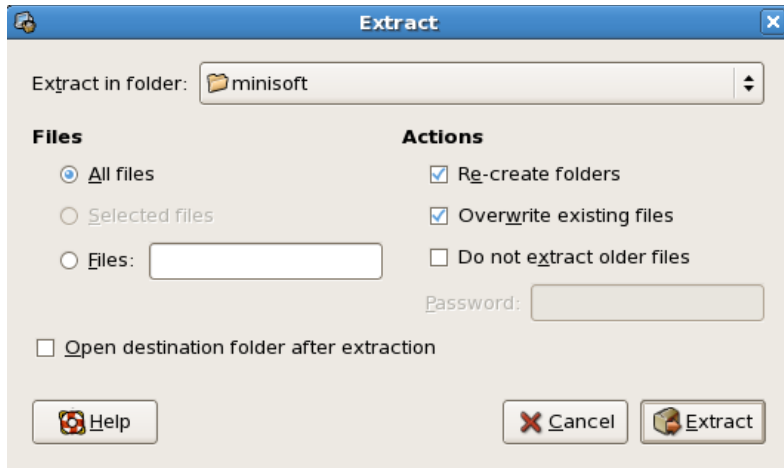 Extract
Extract in folder: minisoft
Files
All files
Selected files
Files:
Actions
Re-create folders
Overwrite existing files
Do not extract older files
Password:
Open destination folder after extraction
Help
Cancel
Extract